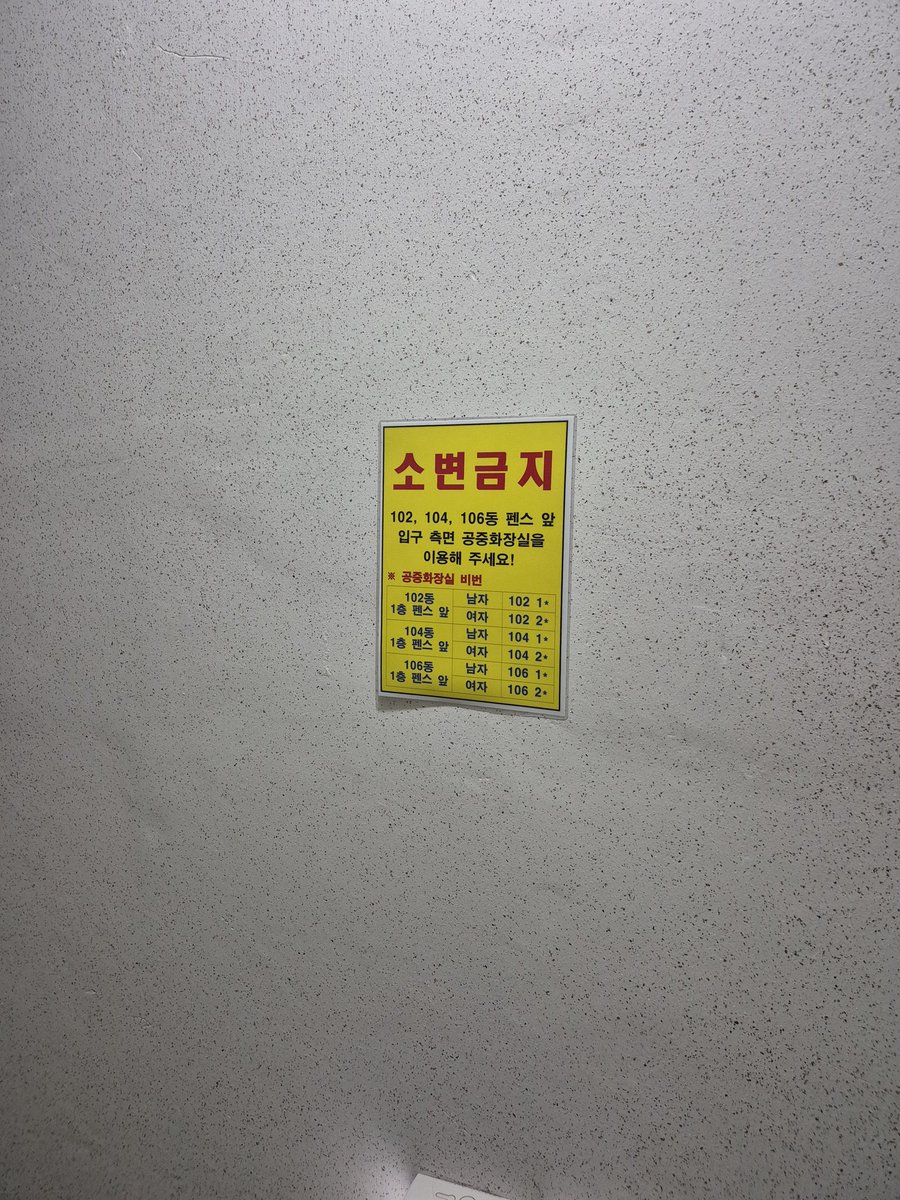 소변금지
102, 104, 106동 펜스 앞
입구 측면 공중화장실을
이용해 주세요!
※ 공중화장실 비번
102동 1층 펜스 앞 남자 102 1*
여자 102 2*
104동 1층 펜스 앞 남자 104 1*
여자 104 2*
106동 1층 펜스 앞 남자 106 1*
여자 106 2*